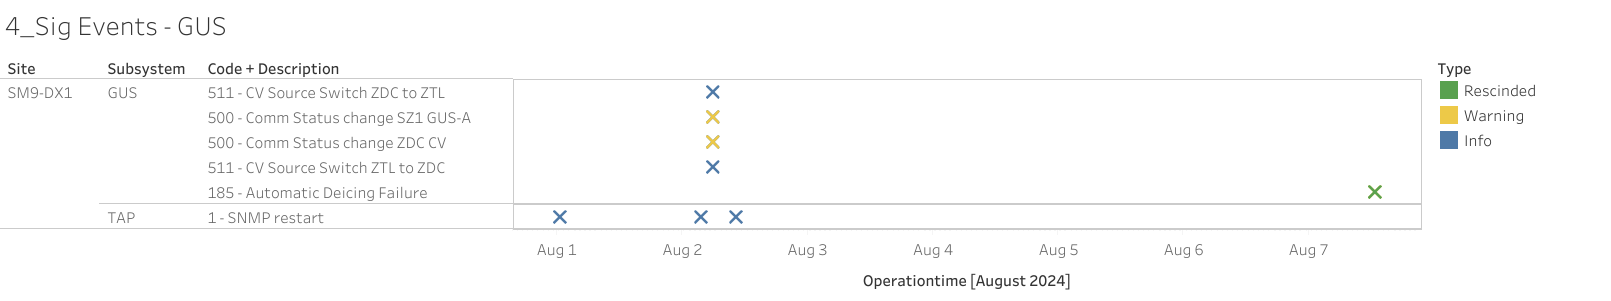 4_Sig Events - GUS
Site Subsystem Code + Description Type
SM9-DX1 GUS 511 - CV Source Switch ZDC to ZTL Rescinded
500 - Comm Status change SZ1 GUS-A Warning
500 - Comm Status change ZDC CV Info
511 - CV Source Switch ZTL to ZDC
185 - Automatic Deicing Failure
TAP 1 - SNMP restart
Aug 1 Aug 2 Aug 3 Aug 4 Aug 5 Aug 6 Aug 7
Operationtime [August 2024]